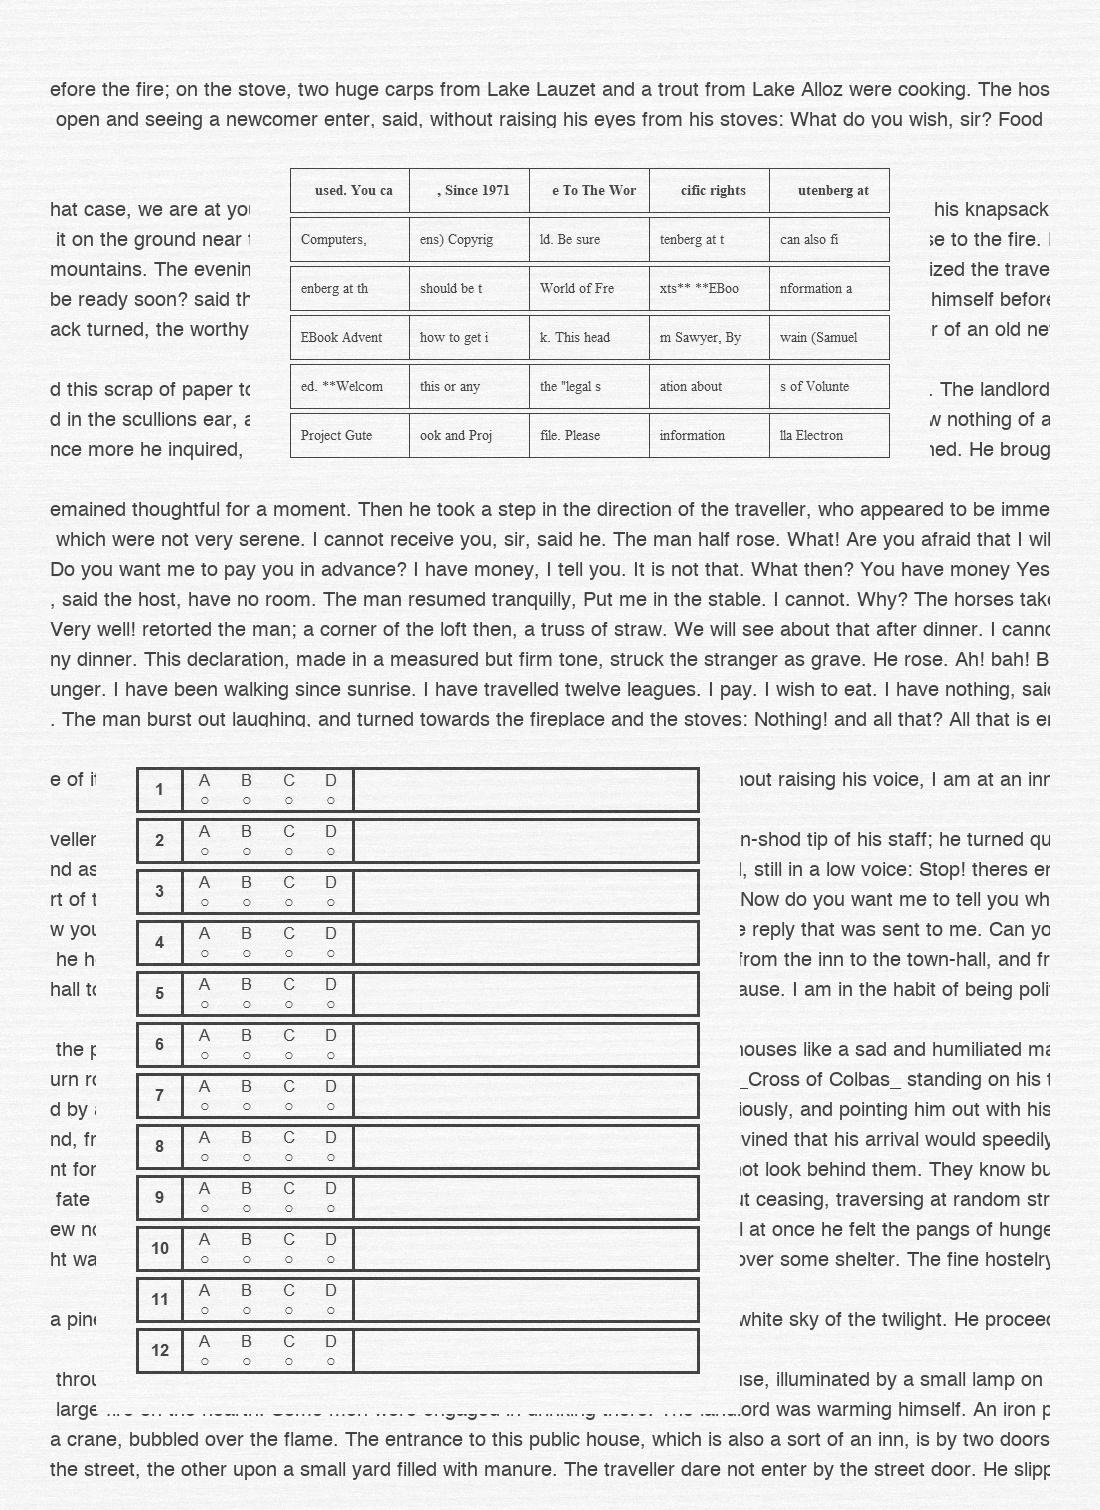 efore the fire; on the stove, two huge carps from Lake Lauzet and a trout from Lake Alloz were cooking. The hos
open and seeing a newcomer enter, said, without raising his eyes from his stoves: What do you wish, sir? Food
used. You ca , Since 1971 e To The Wor cific rights utenberg at
Computers, ens) Copyrig ld. Be sure tenberg at t can also fi
enberg at th should be t World of Fre xts** **EBoo nformation a
EBook Advent how to get i k. This head m Sawyer, By wain (Samuel
ed. **Welcom this or any the "legal s ation about s of Volunte
Project Gute ook and Proj file. Please information lla Electron
hat case, we are at you his knapsack
it on the ground near se to the fire.
mountains. The evenin ized the trave
be ready soon? said th himself before
ack turned, the worthy r of an old ne
d this scrap of paper to . The landlord
d in the scullions ear, a w nothing of a
nce more he inquired, ned. He broug
emained thoughtful for a moment. Then he took a step in the direction of the traveller, who appeared to be imme
which were not very serene. I cannot receive you, sir, said he. The man half rose. What! Are you afraid that I wil
Do you want me to pay you in advance? I have money, I tell you. It is not that. What then? You have money Yes
, said the host, have no room. The man resumed tranquilly, Put me in the stable. I cannot. Why? The horses take
Very well! retorted the man; a corner of the loft then, a truss of straw. We will see about that after dinner. I canno
ny dinner. This declaration, made in a measured but firm tone, struck the stranger as grave. He rose. Ah! bah! B
unger. I have been walking since sunrise. I have travelled twelve leagues. I pay. I wish to eat. I have nothing, said
. The man burst out laughing, and turned towards the fireplace and the stoves: Nothing! and all that? All that is en
1 A B C D
2 A B C D
3 A B C D
4 A B C D
5 A B C D
6 A B C D
7 A B C D
8 A B C D
9 A B C D
10 A B C D
11 A B C D
12 A B C D
e of it hout raising his voice, I am at an inn
veller n-shod tip of his staff; he turned qu
nd as , still in a low voice: Stop! theres en
rt of t Now do you want me to tell you wh
w you e reply that was sent to me. Can yo
he h from the inn to the town-hall, and fr
hall to ause. I am in the habit of being polit
the p houses like a sad and humiliated ma
urn ro _Cross of Colbas_ standing on his t
d by a iously, and pointing him out with his
nd, fr vined that his arrival would speedily
nt for not look behind them. They know bu
fate ut ceasing, traversing at random str
ew no at once he felt the pangs of hunge
ht wa over some shelter. The fine hostelry
a pine white sky of the twilight. He proceed
throu use, illuminated by a small lamp on
large fire on the hearth. Some men were engaged in drinking there. The landlord was warming himself. An iron p
a crane, bubbled over the flame. The entrance to this public house, which is also a sort of an inn, is by two doors
the street, the other upon a small yard filled with manure. The traveller dare not enter by the street door. He slipp